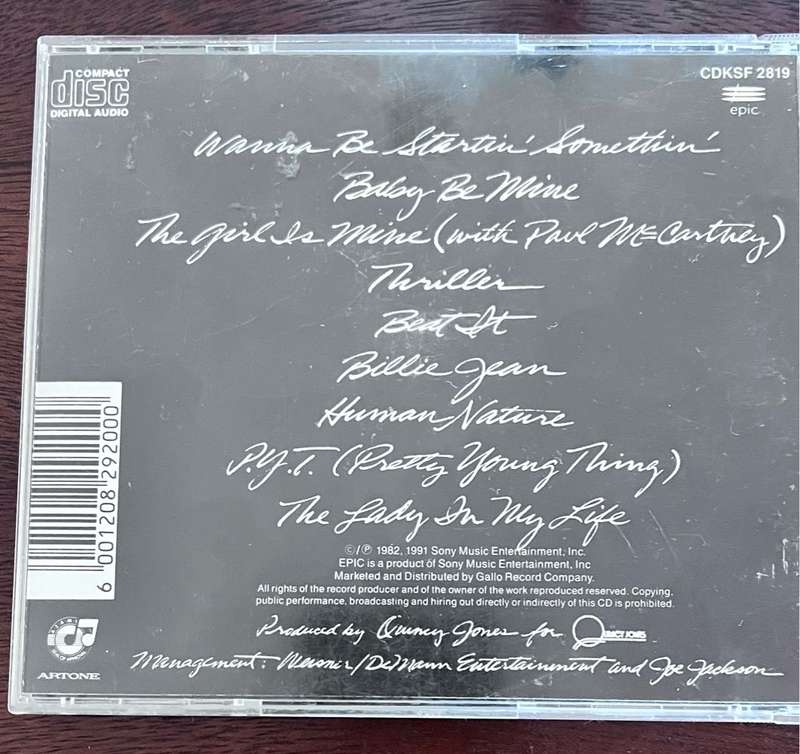 COMPACT
disc
DIGITAL AUDIO
CDKSF 2819
epic
Wanna Be Startin' Somethin'
Baby Be Mine
The Girl Is Mine (with Paul McCartney)
Thriller
Beat It
Billie Jean
Human Nature
P.Y.T. (Pretty Young Thing)
The Lady In My Life
6 001208 292000
©/℗ 1982, 1991 Sony Music Entertainment, Inc.
EPIC is a product of Sony Music Entertainment, Inc
Marketed and Distributed by Gallo Record Company.
All rights of the record producer and of the owner of the work reproduced reserved. Copying,
public performance, broadcasting and hiring out directly or indirectly of this CD is prohibited.
Produced by Quincy Jones for QUINCY JONES
Management: Weisner/DeMann Entertainment and Joe Jackson
ARTONE